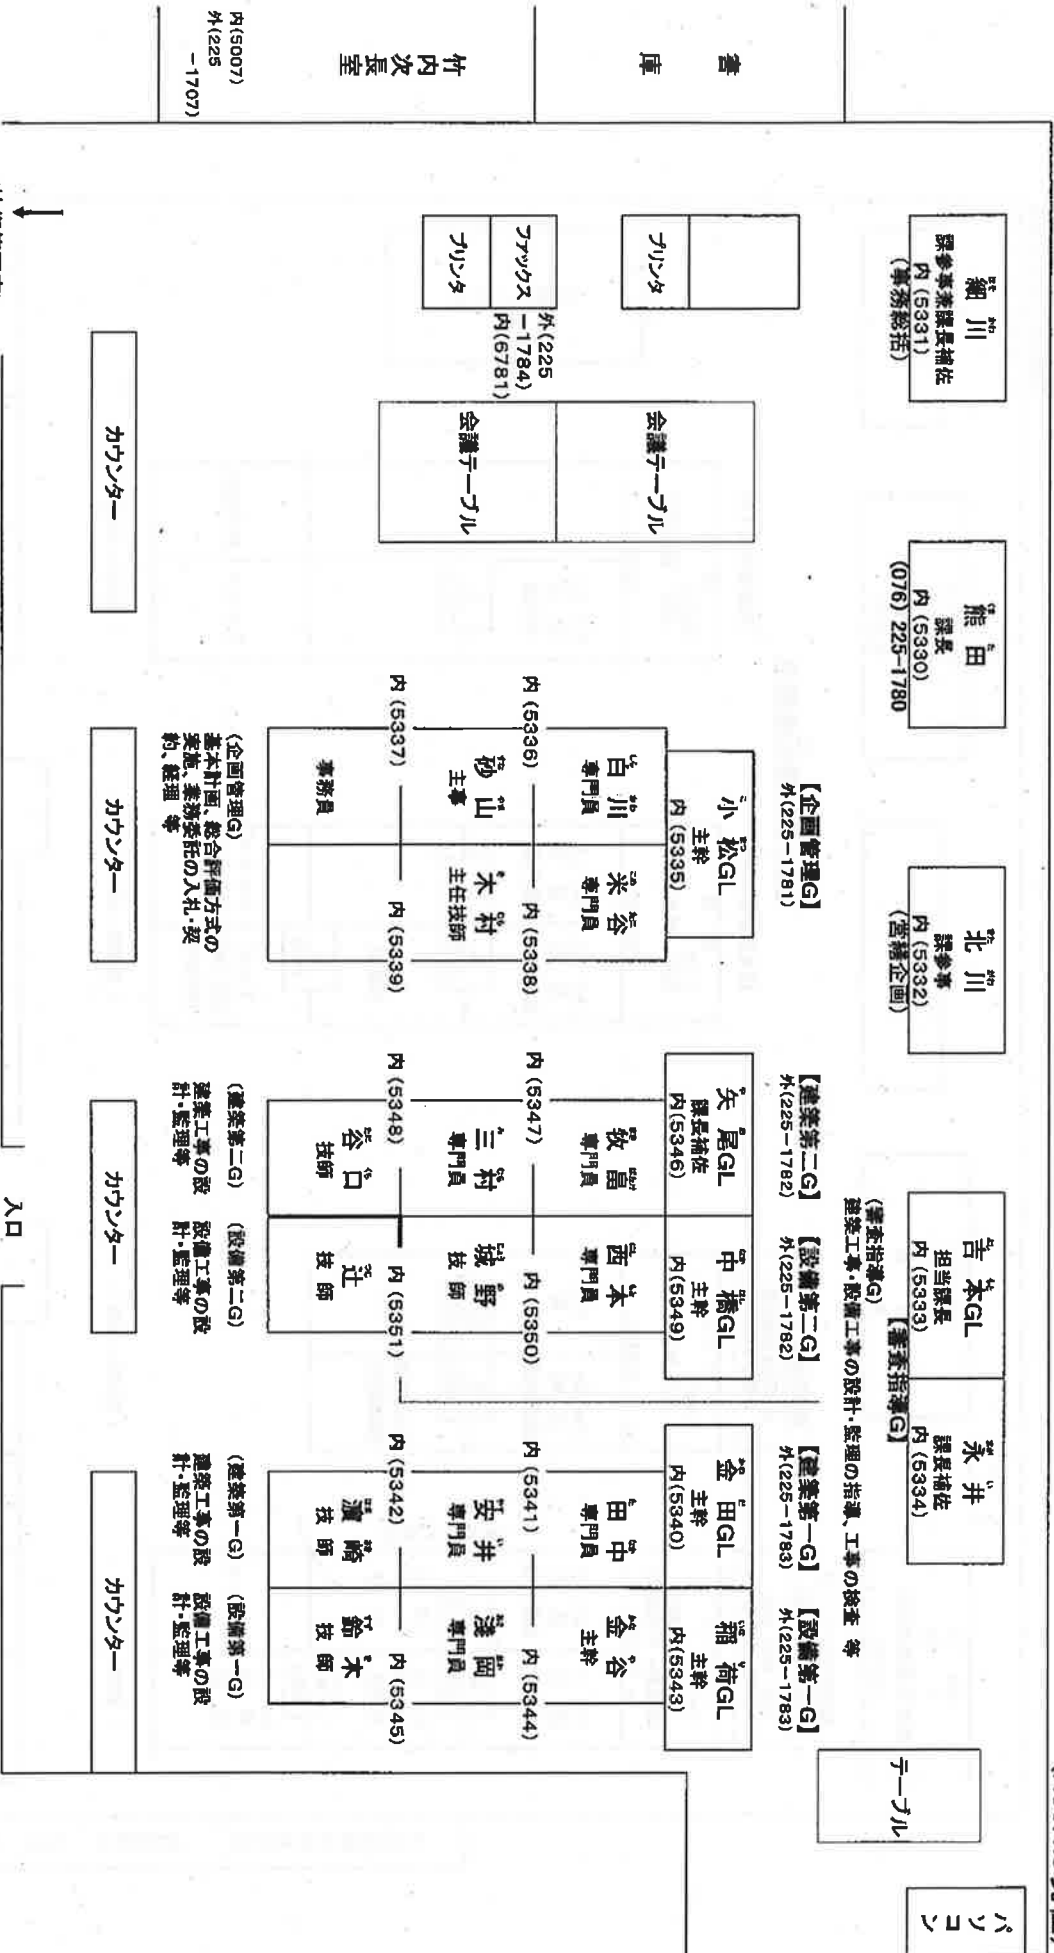 書庫
竹内次長室
内(5007)
外(225
－1707)
細川
課参事兼課長補佐
内(5331)
(事務総括)
熊田
課長
内(5330)
(076)225-1780
北川
課参事
内(5332)
(営繕企画)
吉本GL
担当課長
内(5333)
永井
課長補佐
内(5334)
【審査指導G】
(審査指導G)
建築工事・設備工事の設計・監理の指導、工事の検査 等
パソコン
テーブル
プリンタ
ファックス
プリンタ
外(225
－1784)
内(6781)
会議テーブル
会議テーブル
【企画管理G】
外(225-1781)
小松GL
主幹
内(5335)
白川
専門員
米谷
専門員
内(5336)
内(5338)
砂山
主事
木村
主任技師
内(5337)
内(5339)
事務員
(企画管理G)
基本計画、総合評価方式の
実施、業務委託の入札・契
約、経理 等
【建築第二G】
外(225-1782)
【設備第二G】
外(225-1782)
矢尾GL
課長補佐
内(5346)
中橋GL
主幹
内(5349)
牧畠
専門員
西本
専門員
内(5347)
内(5350)
三村
専門員
城野
技師
内(5348)
内(5351)
谷口
技師
辻
技師
(建築第二G)
建築工事の設
計・監理等
(設備第二G)
設備工事の設
計・監理等
【建築第一G】
外(225-1783)
【設備第一G】
外(225-1783)
金田GL
主幹
内(5340)
稲荷GL
主幹
内(5343)
田中
専門員
金谷
主幹
内(5341)
内(5344)
安井
専門員
淺岡
専門員
内(5342)
内(5345)
濵崎
技師
鈴木
技師
(建築第一G)
建築工事の設
計・監理等
(設備第一G)
設備工事の設
計・監理等
カウンター
カウンター
カウンター
カウンター
入口